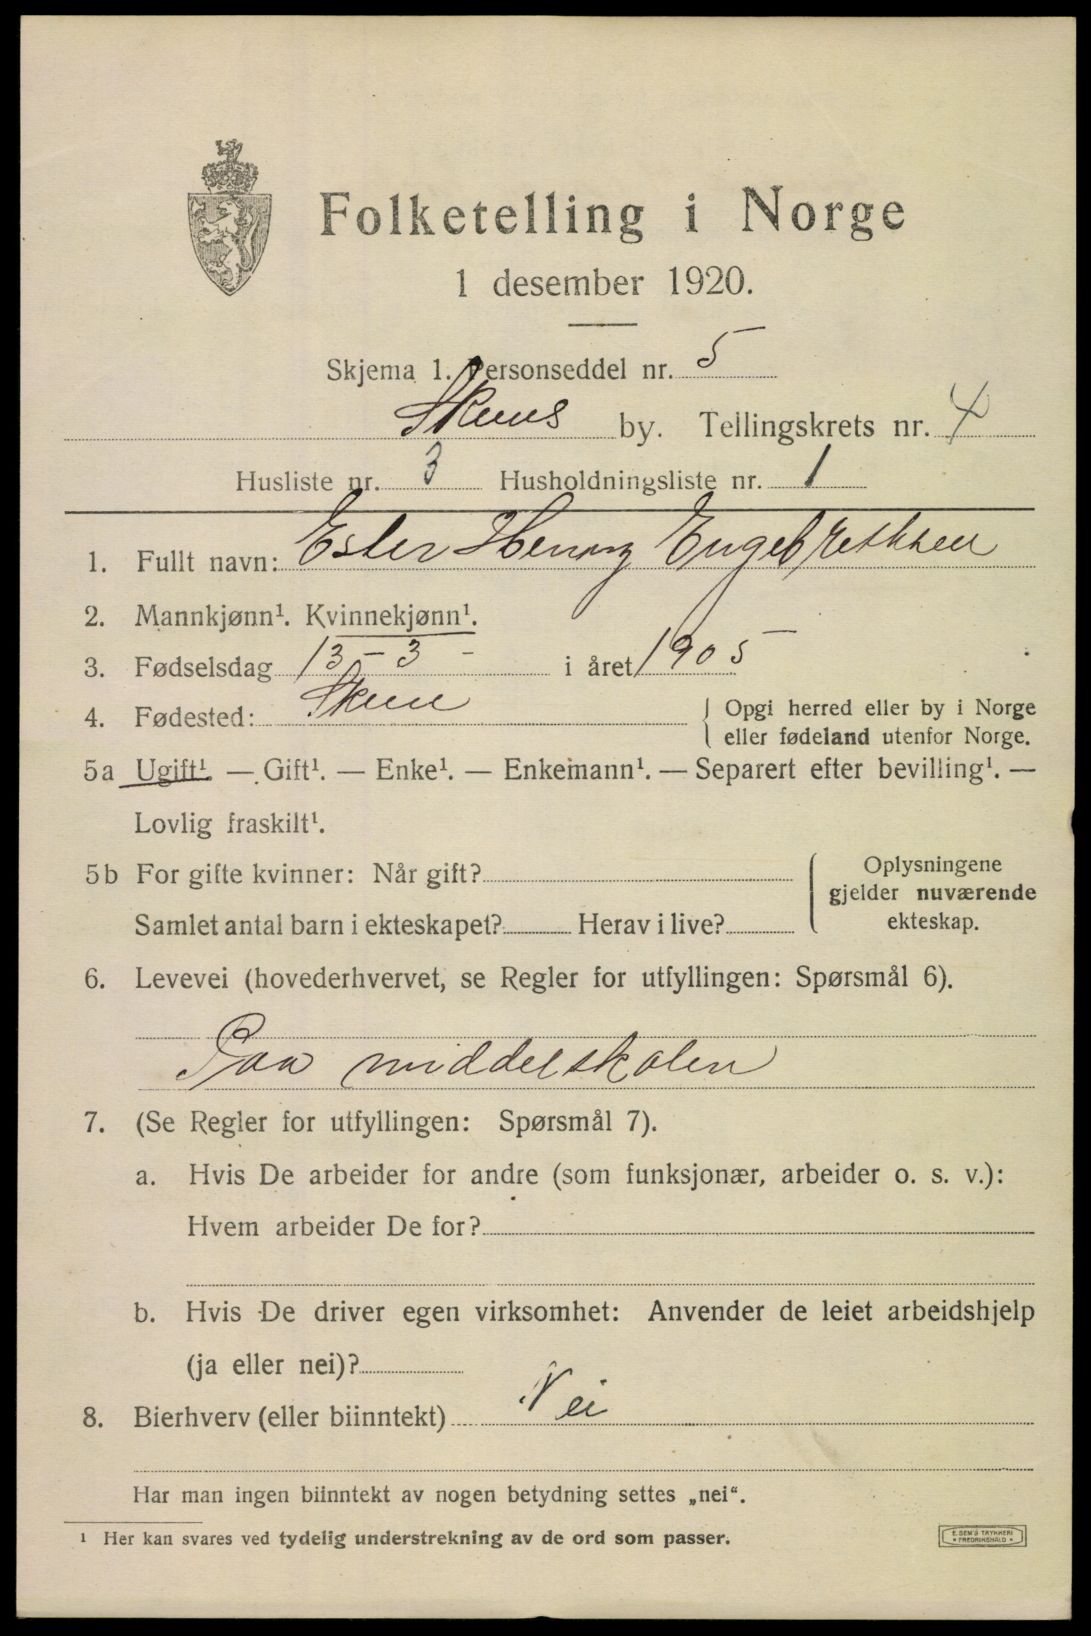 Folketelling i Norge
1 desember 1920.
Skjema 1. Personseddel nr. 5
Skiens by. Tellingskrets nr. 4
Husliste nr. 3 Husholdningsliste nr. 1
1. Fullt navn: Ester Henny Engebrethsen
2. Mannkjønn¹. Kvinnekjønn¹.
3. Fødselsdag 13 – 3 – i året 1905
4. Fødested: Skien { Opgi herred eller by i Norge
eller fødeland utenfor Norge.
5a Ugift¹. — Gift¹. — Enke¹. — Enkemann¹. — Separert efter bevilling¹. —
Lovlig fraskilt¹.
5b For gifte kvinner: Når gift? { Oplysningene
gjelder nuværende
Samlet antal barn i ekteskapet? Herav i live? ekteskap.
6. Levevei (hovederhvervet, se Regler for utfyllingen: Spørsmål 6).
Paa middelskolen
7. (Se Regler for utfyllingen: Spørsmål 7).
a. Hvis De arbeider for andre (som funksjonær, arbeider o. s. v.):
Hvem arbeider De for?
b. Hvis De driver egen virksomhet: Anvender de leiet arbeidshjelp
(ja eller nei)?
8. Bierhverv (eller biinntekt) Nei
Har man ingen biinntekt av nogen betydning settes „nei“.
¹ Her kan svares ved tydelig understrekning av de ord som passer.
E. SEM'S TRYKKERI
• FREDRIKSHALD •